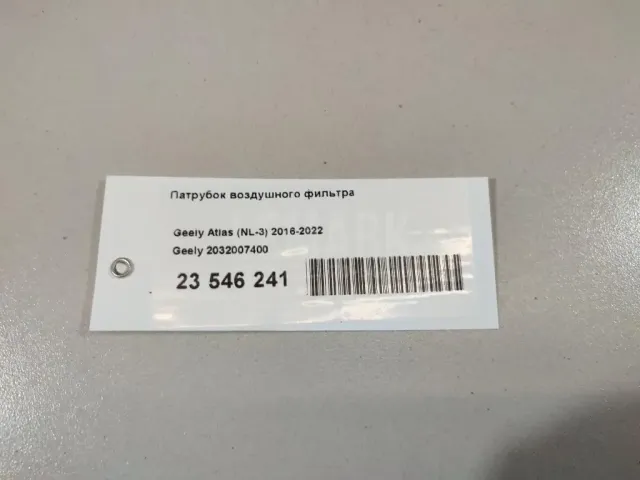 Патрубок воздушного фильтра
Geely Atlas (NL-3) 2016-2022
Geely 2032007400
23 546 241